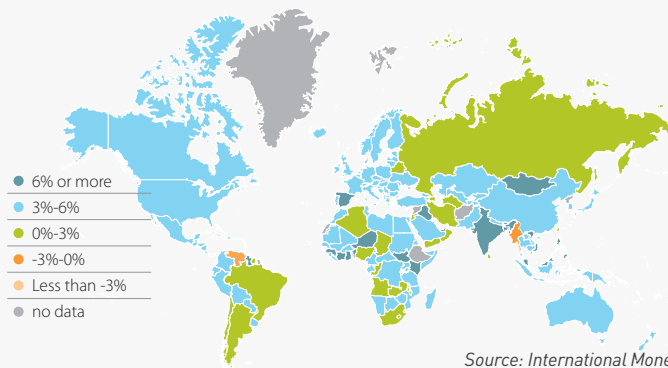 6% or more
3%-6%
0%-3%
-3%-0%
Less than -3%
no data
Source: International Mone